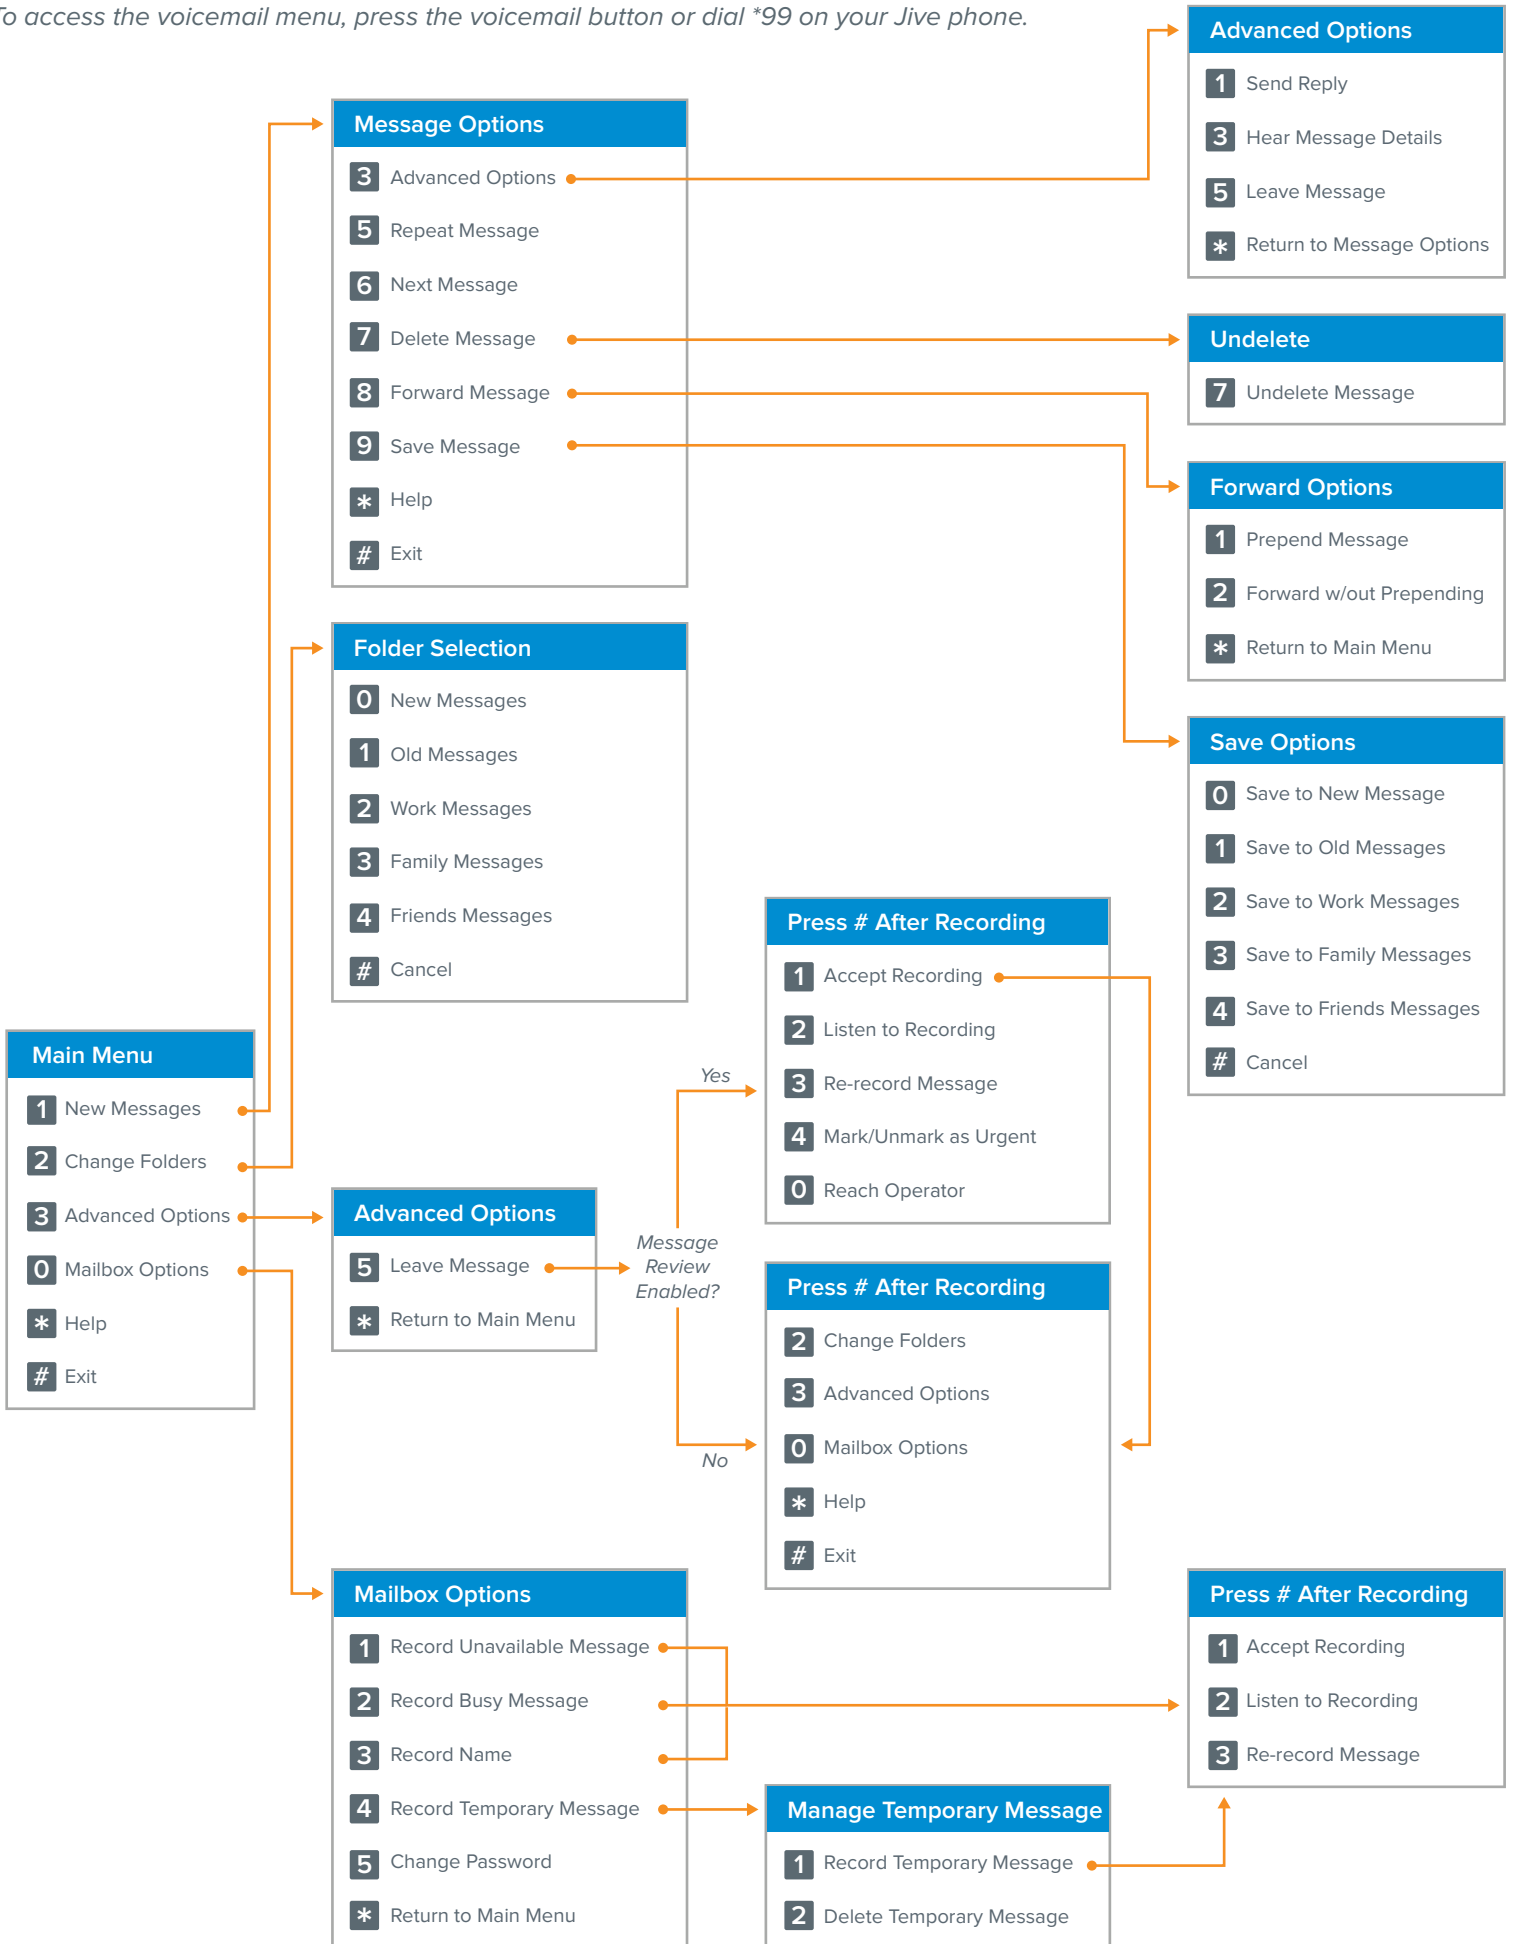 To access the voicemail menu, press the voicemail button or dial *99 on your Jive phone.
Advanced Options
1 Send Reply
3 Hear Message Details
5 Leave Message
* Return to Message Options
Message Options
3 Advanced Options
5 Repeat Message
6 Next Message
7 Delete Message
8 Forward Message
9 Save Message
* Help
# Exit
Undelete
7 Undelete Message
Forward Options
1 Prepend Message
2 Forward w/out Prepending
* Return to Main Menu
Folder Selection
0 New Messages
1 Old Messages
2 Work Messages
3 Family Messages
4 Friends Messages
# Cancel
Save Options
0 Save to New Message
1 Save to Old Messages
2 Save to Work Messages
3 Save to Family Messages
4 Save to Friends Messages
# Cancel
Main Menu
1 New Messages
2 Change Folders
3 Advanced Options
0 Mailbox Options
* Help
# Exit
Advanced Options
5 Leave Message
* Return to Main Menu
Message
Review
Enabled?
Yes
No
Press # After Recording
1 Accept Recording
2 Listen to Recording
3 Re-record Message
4 Mark/Unmark as Urgent
0 Reach Operator
Press # After Recording
2 Change Folders
3 Advanced Options
0 Mailbox Options
* Help
# Exit
Mailbox Options
1 Record Unavailable Message
2 Record Busy Message
3 Record Name
4 Record Temporary Message
5 Change Password
* Return to Main Menu
Press # After Recording
1 Accept Recording
2 Listen to Recording
3 Re-record Message
Manage Temporary Message
1 Record Temporary Message
2 Delete Temporary Message